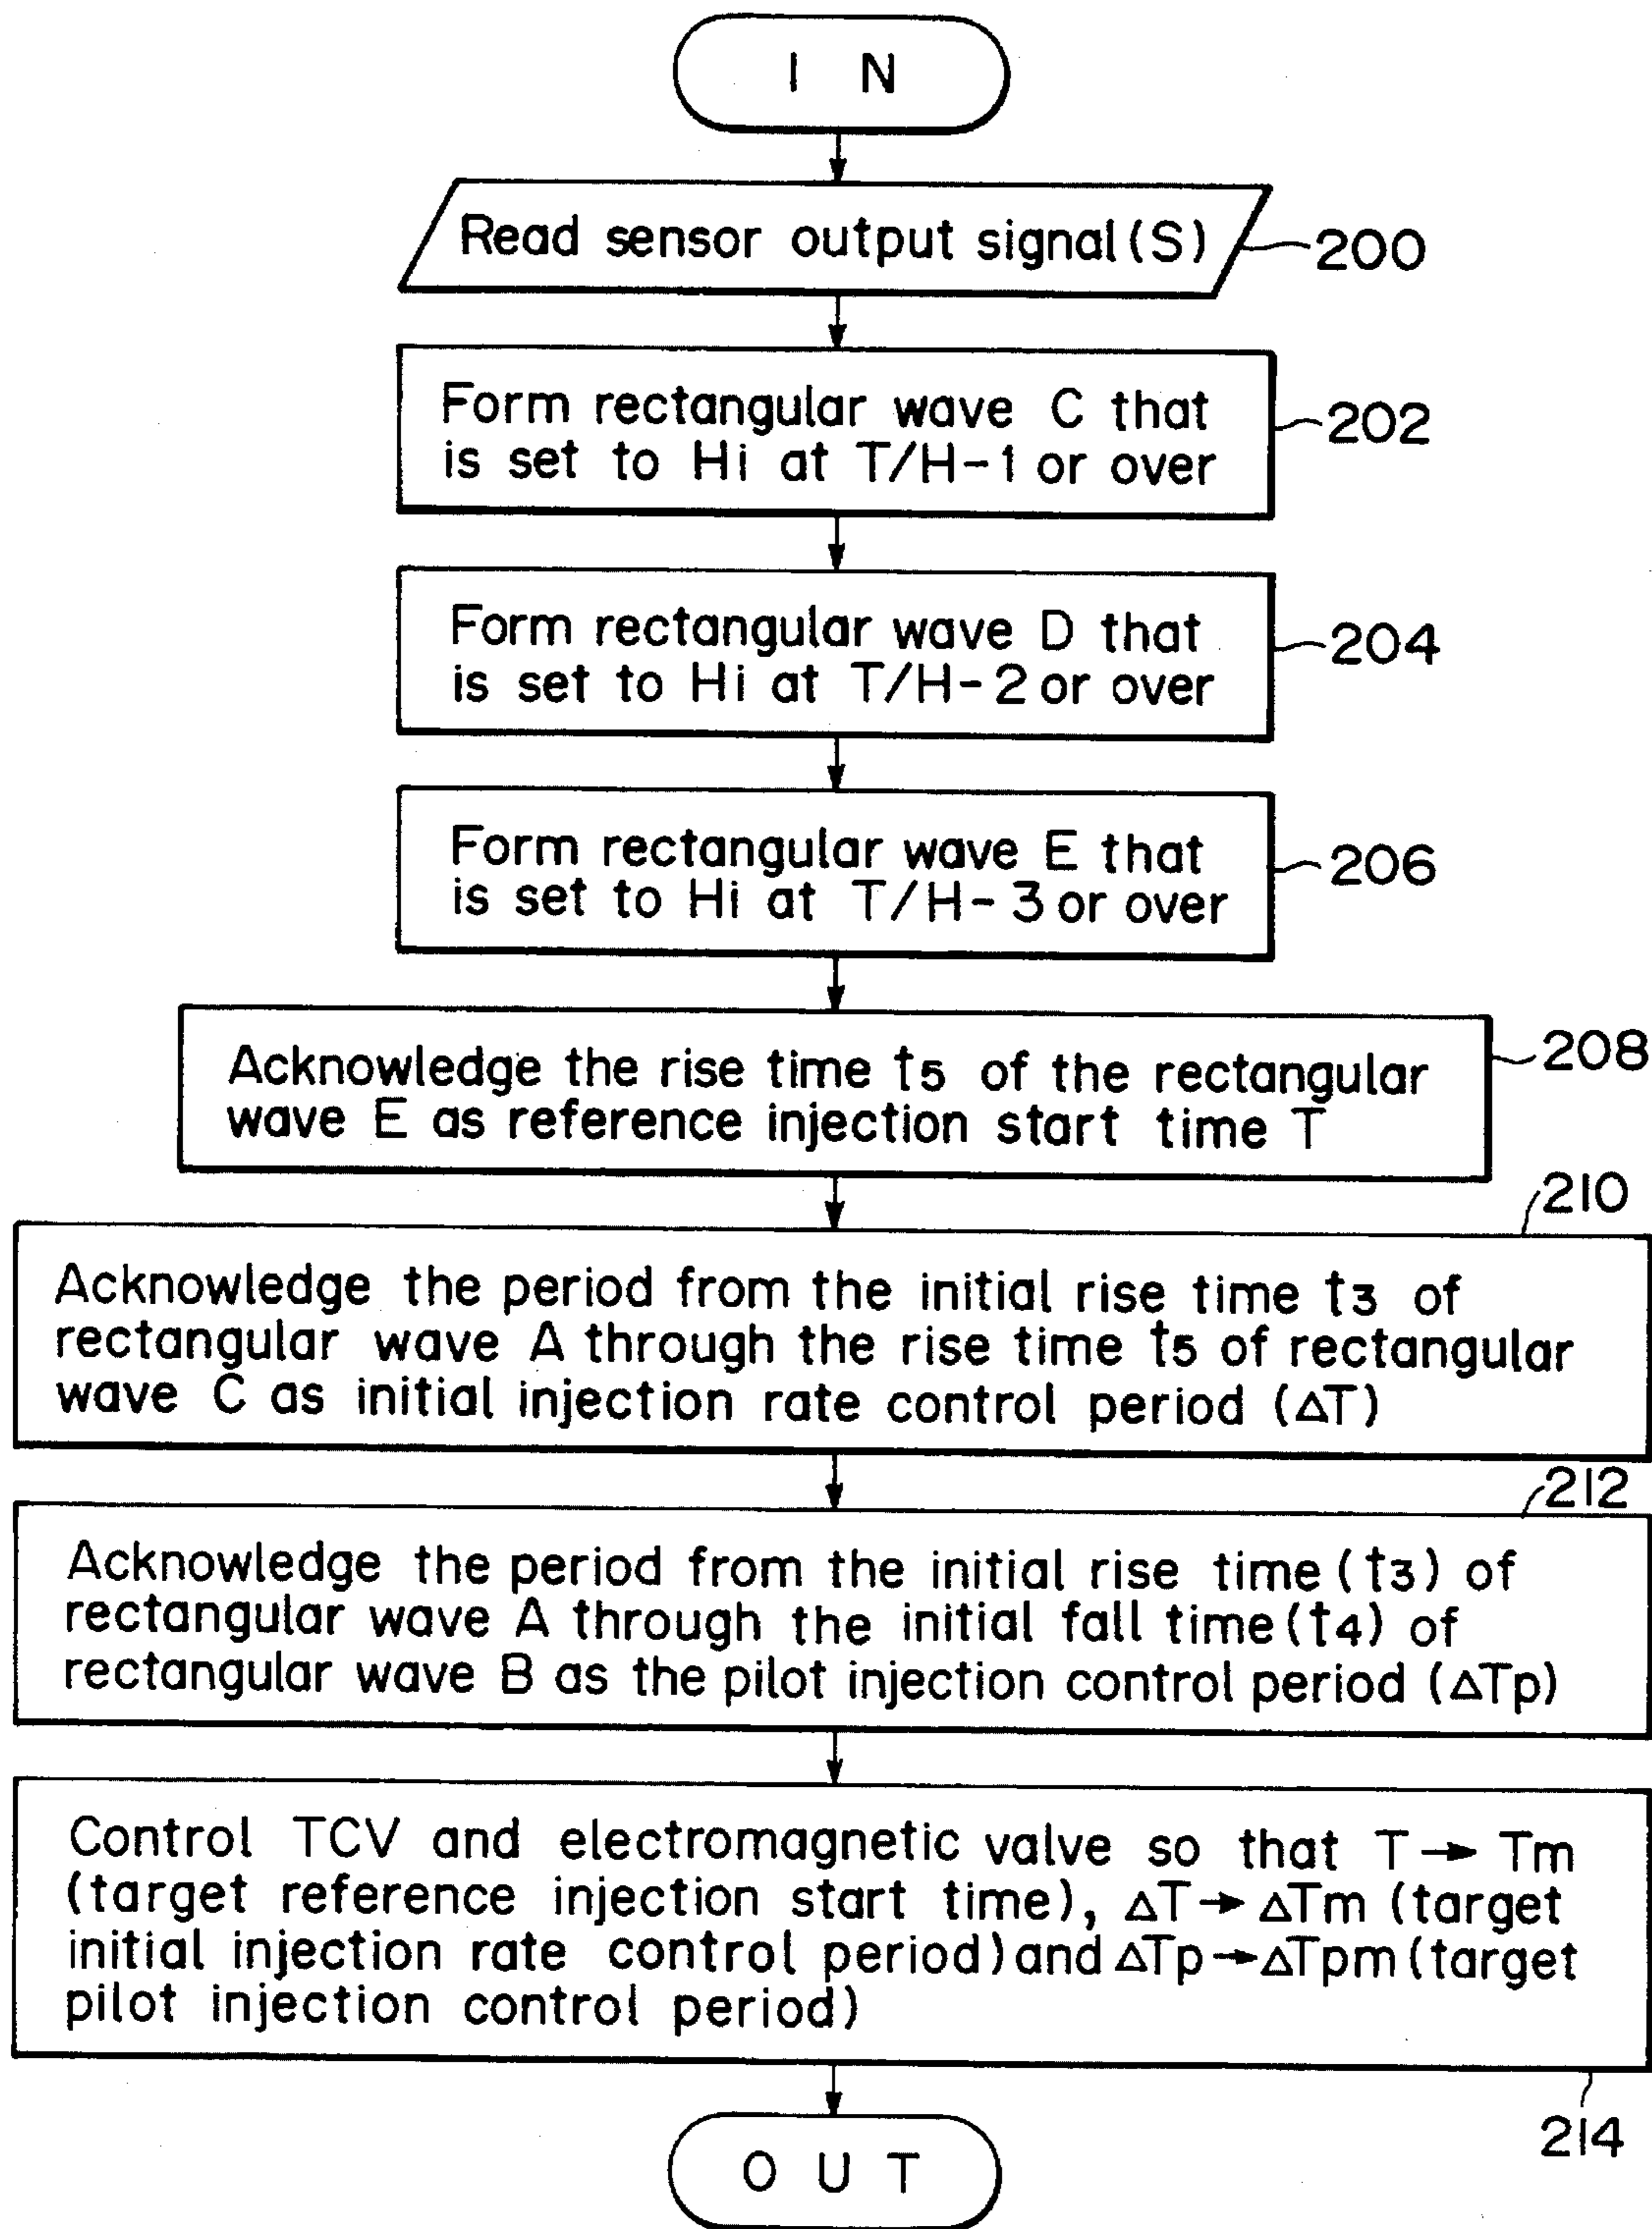 IN
Read sensor output signal (S)
200
Form rectangular wave C that
is set to Hi at T/H-1 or over
202
Form rectangular wave D that
is set to Hi at T/H-2 or over
204
Form rectangular wave E that
is set to Hi at T/H-3 or over
206
Acknowledge the rise time t5 of the rectangular
wave E as reference injection start time T
208
210
Acknowledge the period from the initial rise time t3 of
rectangular wave A through the rise time t5 of rectangular
wave C as initial injection rate control period (ΔT)
212
Acknowledge the period from the initial rise time (t3) of
rectangular wave A through the initial fall time (t4) of
rectangular wave B as the pilot injection control period (ΔTp)
Control TCV and electromagnetic valve so that T→Tm
(target reference injection start time), ΔT→ΔTm (target
initial injection rate control period) and ΔTp→ΔTpm (target
pilot injection control period)
214
OUT